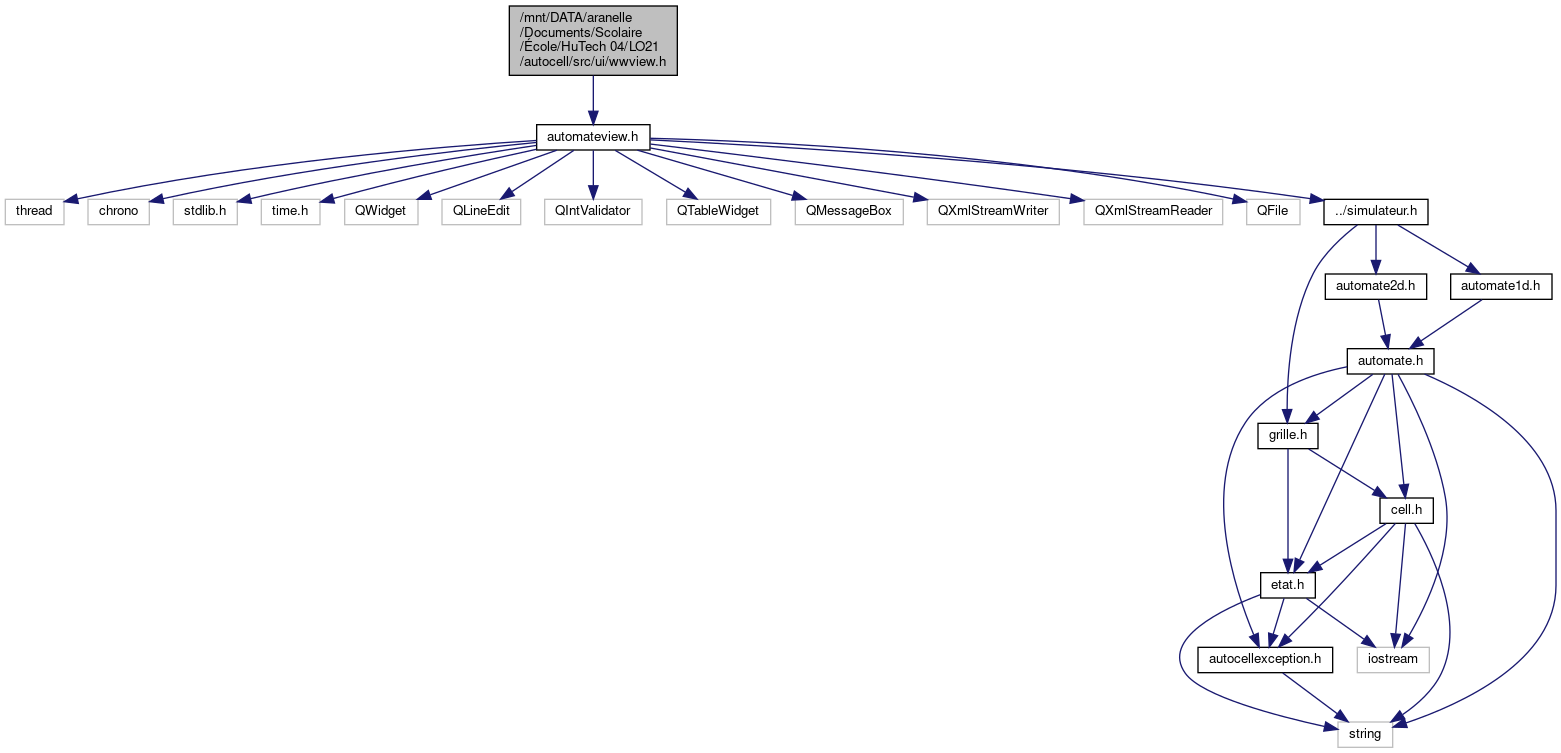 /mnt/DATA/aranelle
/Documents/Scolaire
/École/HuTech 04/LO21
/autocell/src/ui/wwview.h
automateview.h
thread
chrono
stdlib.h
time.h
QWidget
QLineEdit
QIntValidator
QTableWidget
QMessageBox
QXmlStreamWriter
QXmlStreamReader
QFile
../simulateur.h
automate2d.h
automate1d.h
automate.h
grille.h
cell.h
etat.h
autocellexception.h
iostream
string